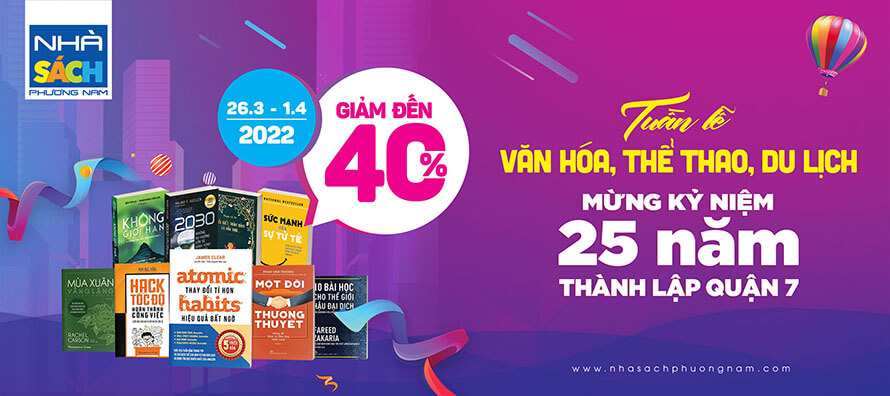 NHÀ
SÁCH
PHƯƠNG NAM
26.3 - 1.4
2022
GIẢM ĐẾN
40%
Tuần lễ
VĂN HÓA, THỂ THAO, DU LỊCH
MỪNG KỶ NIỆM
25 năm
THÀNH LẬP QUẬN 7
www.nhasachphuongnam.com
KHÔNG
GIỚI HẠN
2030
NATIONAL BESTSELLER
SỨC MẠNH
CỦA
SỰ TỬ TẾ
MÙA XUÂN
VẮNG LẶNG
RACHEL
CARSON
HACK
TỐC ĐỘ
HOÀN THÀNH
CÔNG VIỆC
JAMES CLEAR
atomic
THAY ĐỔI TÍ HON
habits
HIỆU QUẢ BẤT NGỜ
5
MỘT ĐỜI
THƯƠNG
THUYẾT
BÀI HỌC
CHO THẾ GIỚI
HẬU ĐẠI DỊCH
FAREED
ZAKARIA